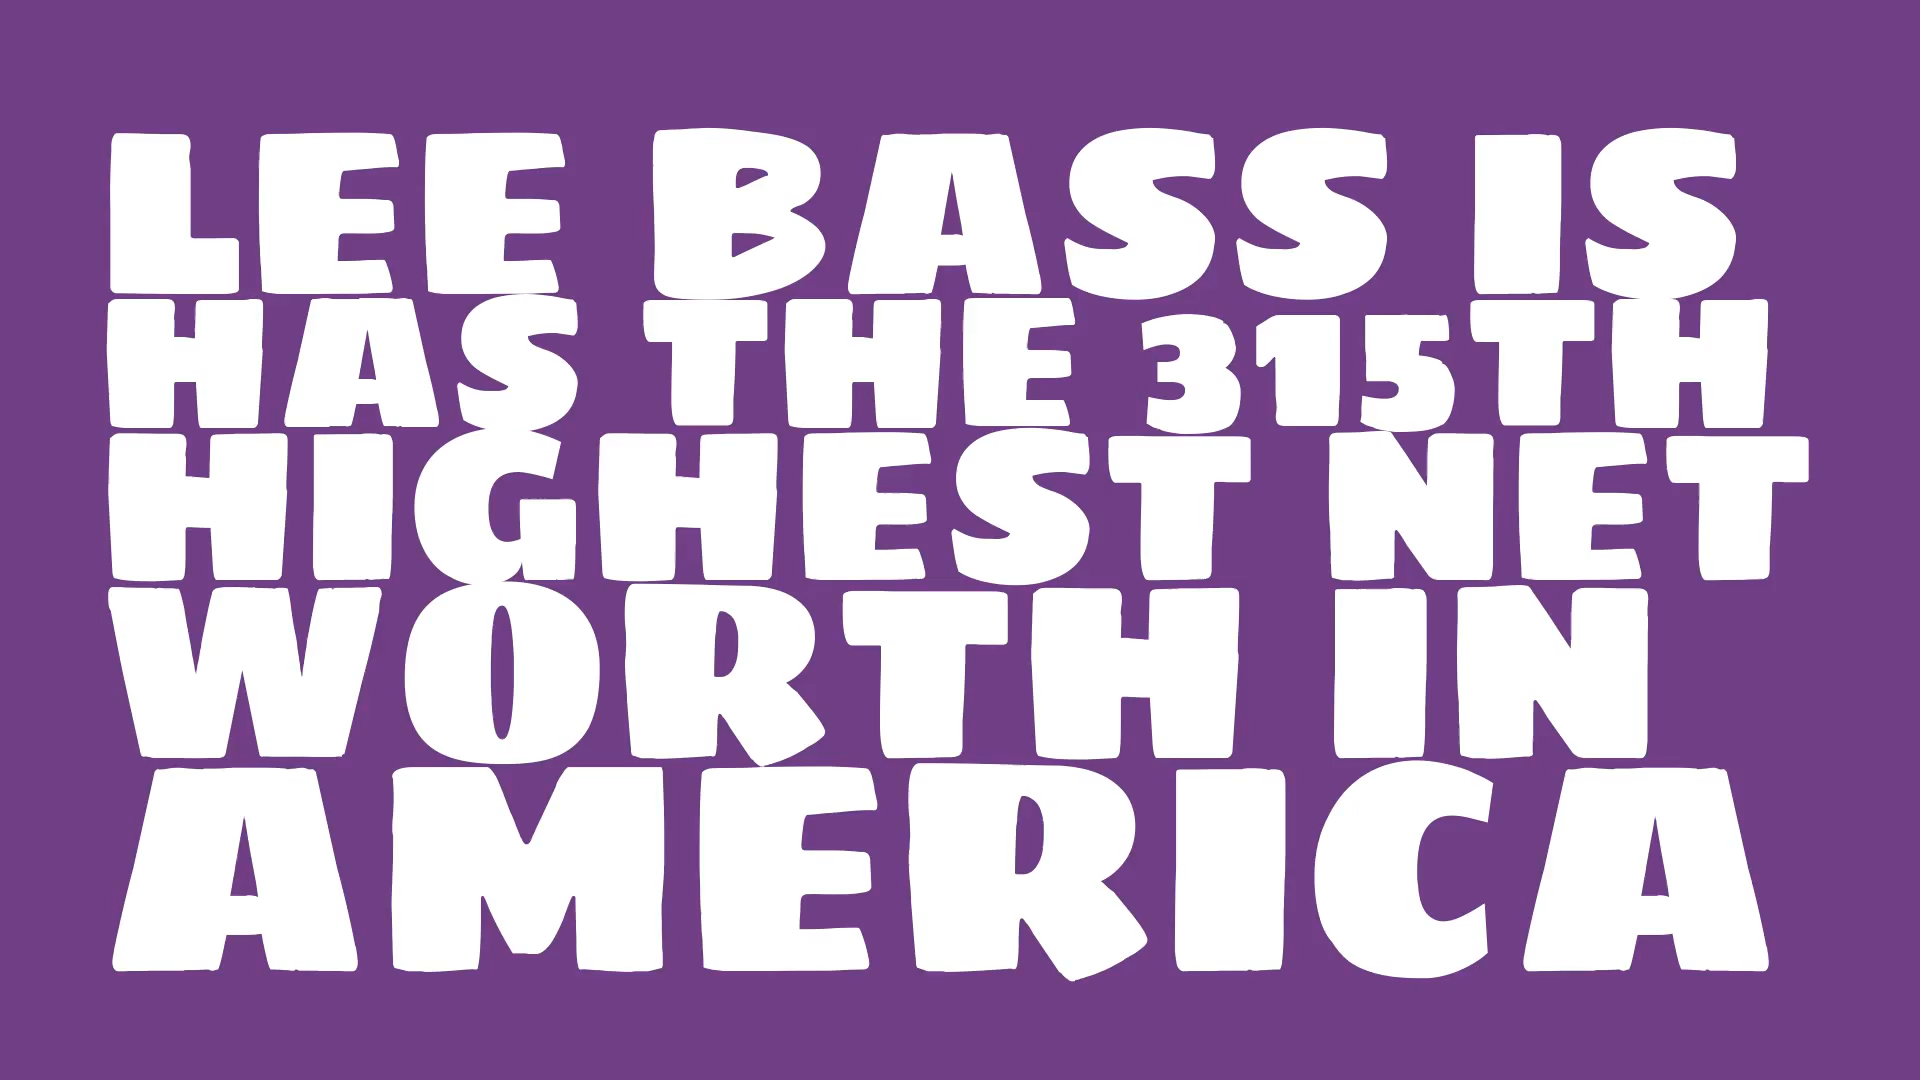 LEE BASS IS
HAS THE 315TH
HIGHEST NET
WORTH IN
AMERICA